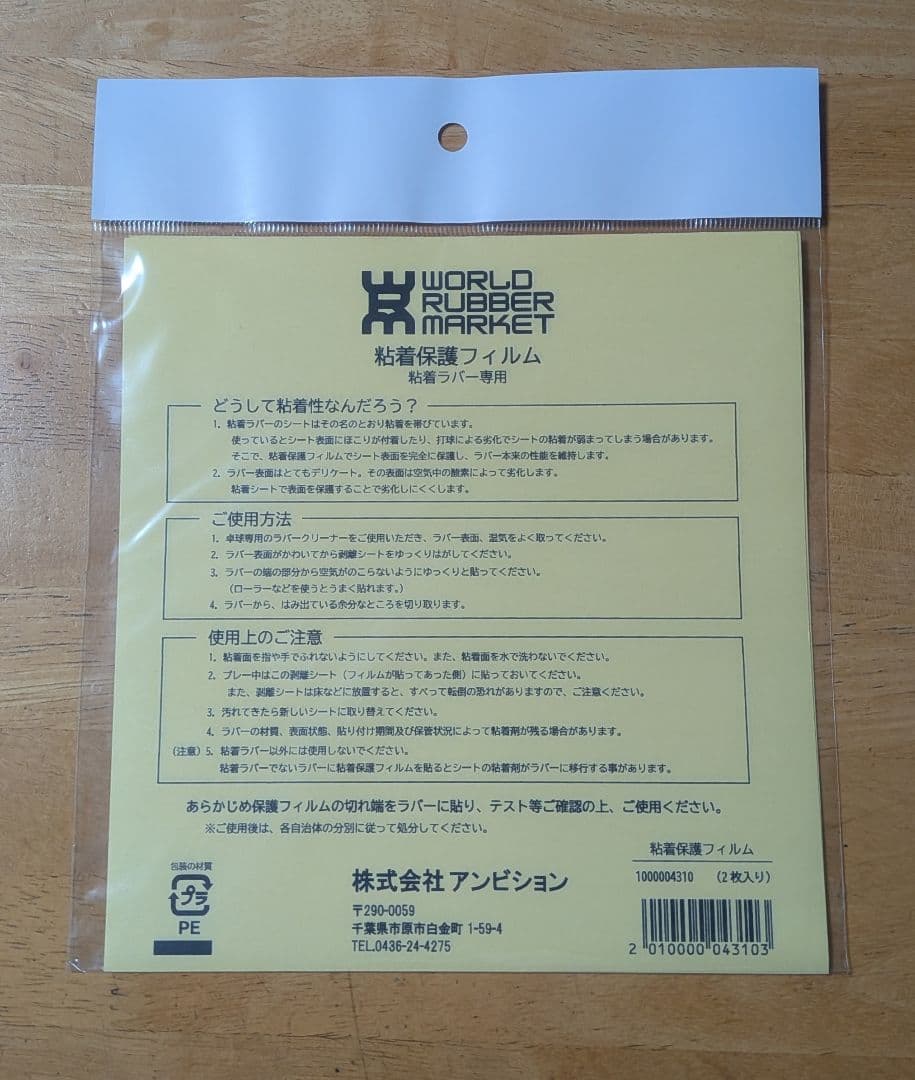 WORLD
RUBBER
MARKET
粘着保護フィルム
粘着ラバー専用
どうして粘着性なんだろう？
1. 粘着ラバーのシートはその名のとおり粘着を帯びています。
使っているとシート表面にほこりが付着したり、打球による劣化でシートの粘着が弱まってしまう場合があります。
そこで、粘着保護フィルムでシート表面を完全に保護し、ラバー本来の性能を維持します。
2. ラバー表面はとてもデリケート。その表面は空気中の酸素によって劣化します。
粘着シートで表面を保護することで劣化しにくくします。
ご使用方法
1. 卓球専用のラバークリーナーをご使用いただき、ラバー表面、湿気をよく取ってください。
2. ラバー表面がかわいてから剥離シートをゆっくりはがしてください。
3. ラバーの端の部分から空気がのこらないようにゆっくりと貼ってください。
（ローラーなどを使うとうまく貼れます。）
4. ラバーから、はみ出ている余分なところを切り取ります。
使用上のご注意
1. 粘着面を指や手でふれないようにしてください。また、粘着面を水で洗わないでください。
2. プレー中はこの剥離シート（フィルムが貼ってあった側）に貼っておいてください。
また、剥離シートは床などに放置すると、すべって転倒の恐れがありますので、ご注意ください。
3. 汚れてきたら新しいシートに取り替えてください。
4. ラバーの材質、表面状態、貼り付け期間及び保管状況によって粘着剤が残る場合があります。
（注意）5. 粘着ラバー以外には使用しないでください。
粘着ラバーでないラバーに粘着保護フィルムを貼るとシートの粘着剤がラバーに移行する事があります。
あらかじめ保護フィルムの切れ端をラバーに貼り、テスト等ご確認の上、ご使用ください。
※ご使用後は、各自治体の分別に従って処分してください。
包装の材質
プラ
PE
株式会社 アンビション
〒290-0059
千葉県市原市白金町 1-59-4
TEL.0436-24-4275
粘着保護フィルム
1000004310 （2枚入り）
2 010000 043103